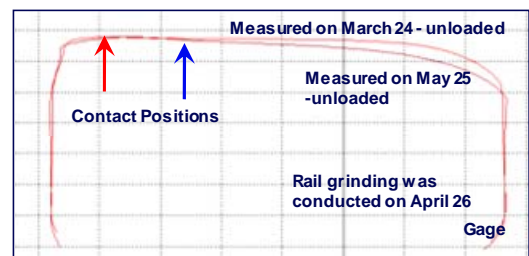 Measured on March 24 - unloaded
Measured on May 25
-unloaded
Contact Positions
Rail grinding was
conducted on April 26
Gage